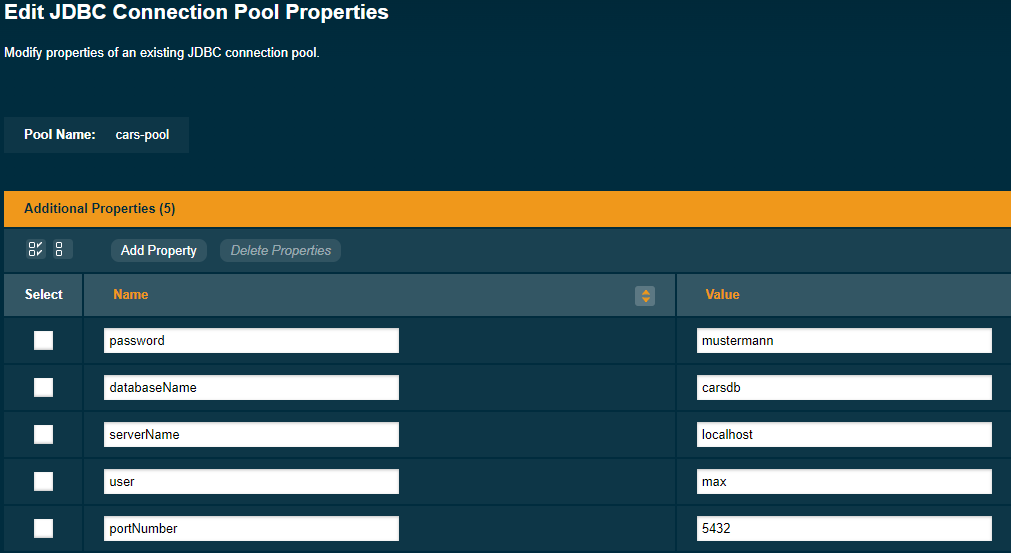 Edit JDBC Connection Pool Properties
Modify properties of an existing JDBC connection pool.
Pool Name: cars-pool
Additional Properties (5)
Add Property Delete Properties
Select Name Value
password mustermann
databaseName carsdb
serverName localhost
user max
portNumber 5432